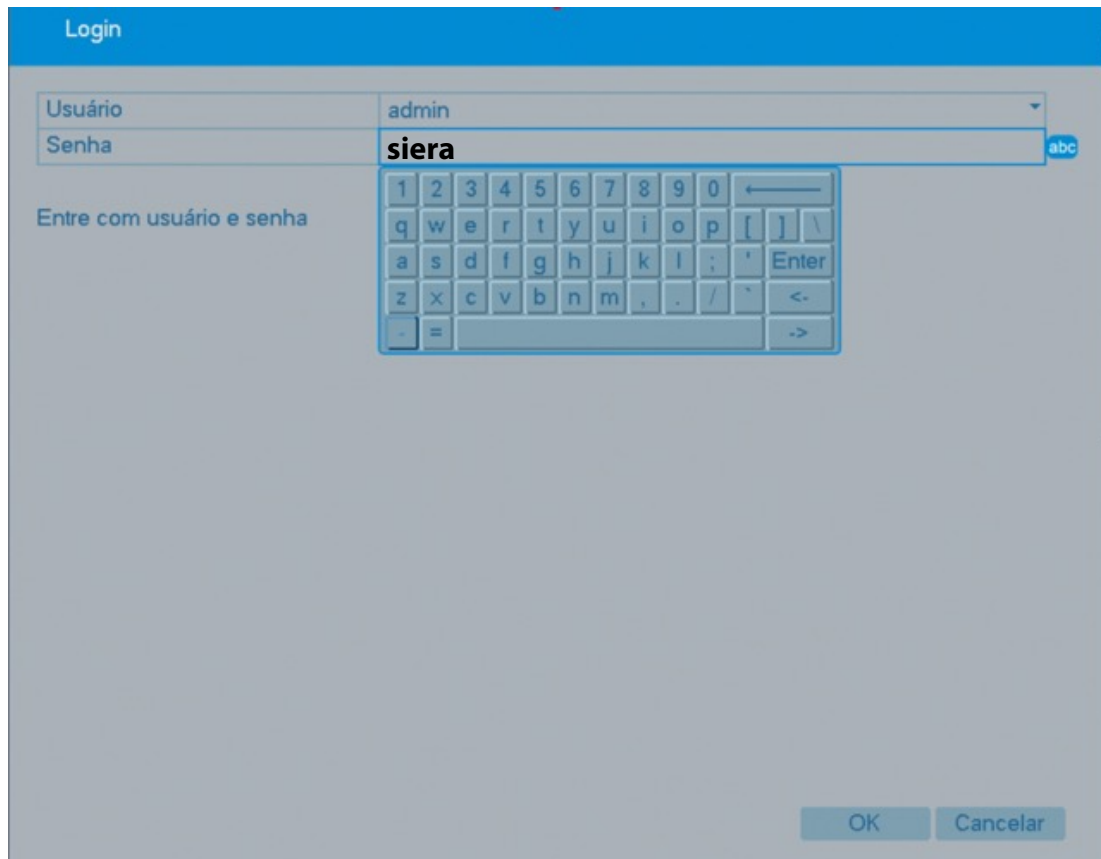 Login
Usuário admin
Senha siera abc
Entre com usuário e senha
1 2 3 4 5 6 7 8 9 0 ←
q w e r t y u i o p [ ] \
a s d f g h j k l ; ' Enter
z x c v b n m , . / ` <-
- = ->
OK Cancelar